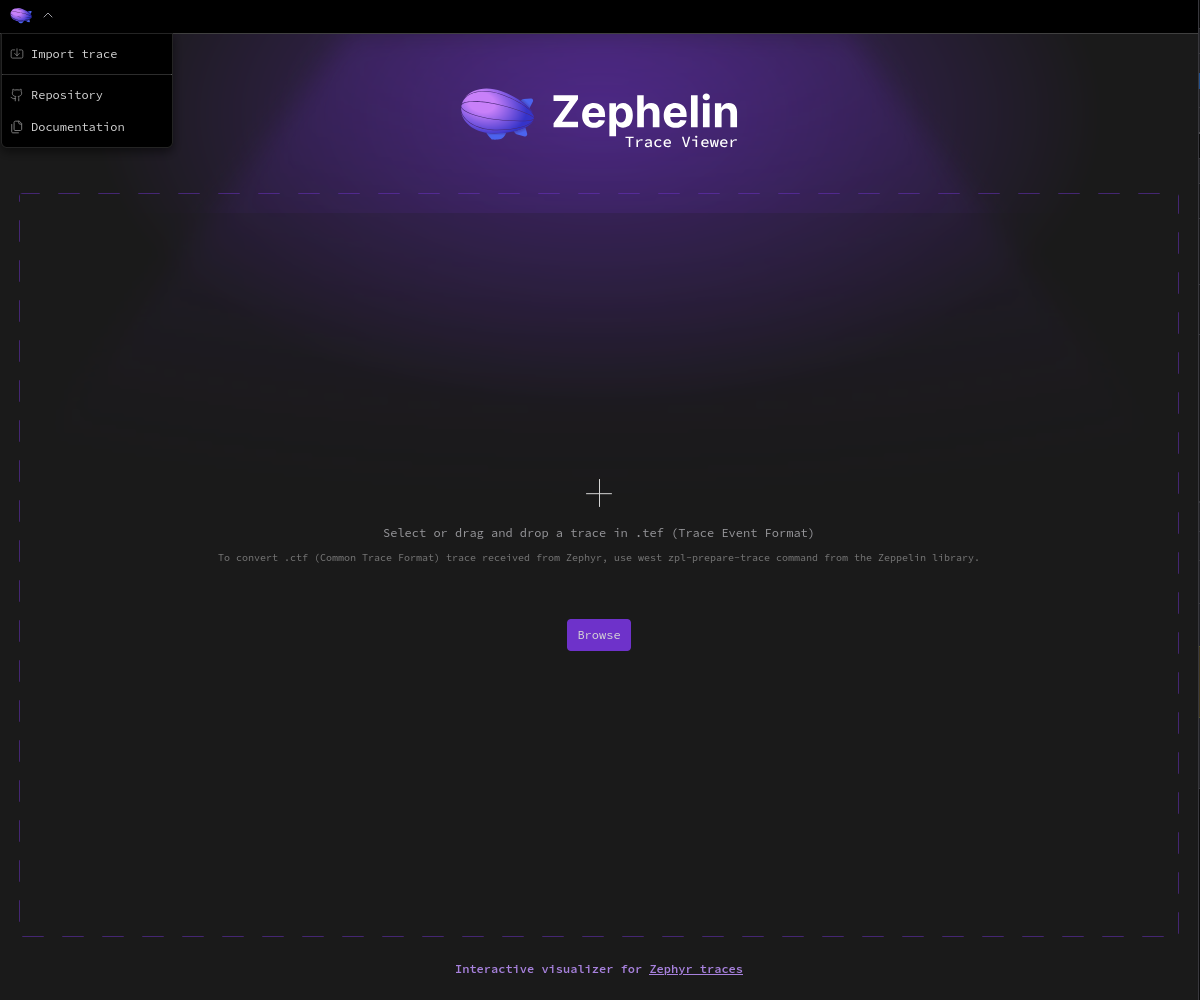 Import trace
Repository
Documentation
Zephelin
Trace Viewer
Select or drag and drop a trace in .tef (Trace Event Format)
To convert .ctf (Common Trace Format) trace received from Zephyr, use west zpl-prepare-trace command from the Zeppelin library.
Browse
Interactive visualizer for Zephyr traces